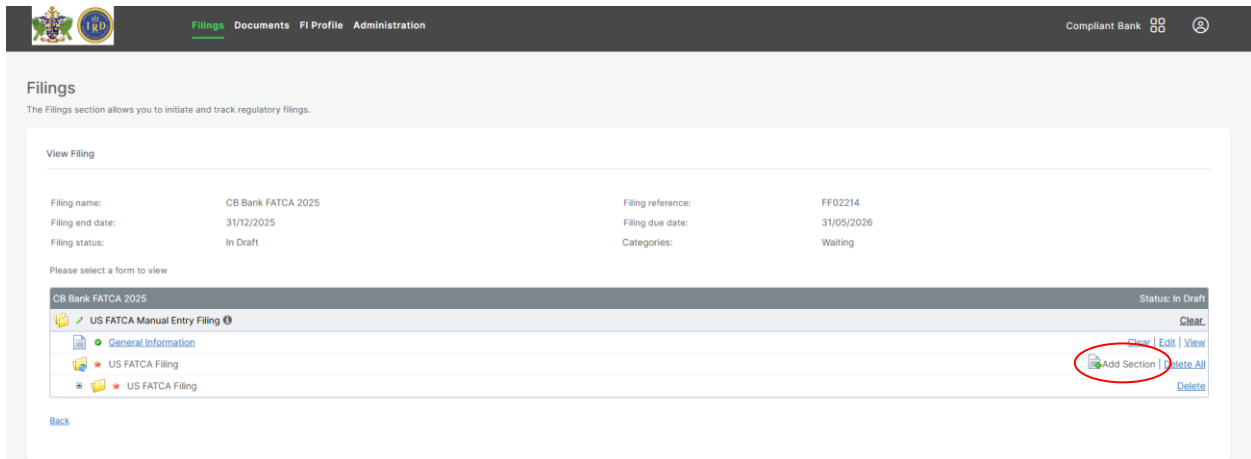 IRD Filings Documents FI Profile Administration Compliant Bank
Filings
The Filings section allows you to initiate and track regulatory filings.
View Filing
Filing name: CB Bank FATCA 2025 Filing reference: FF02214
Filing end date: 31/12/2025 Filing due date: 31/05/2026
Filing status: In Draft Categories: Waiting
Please select a form to view
CB Bank FATCA 2025 Status: In Draft
US FATCA Manual Entry Filing Clear
General Information Clear | Edit | View
US FATCA Filing Add Section | Delete All
US FATCA Filing Delete
Back